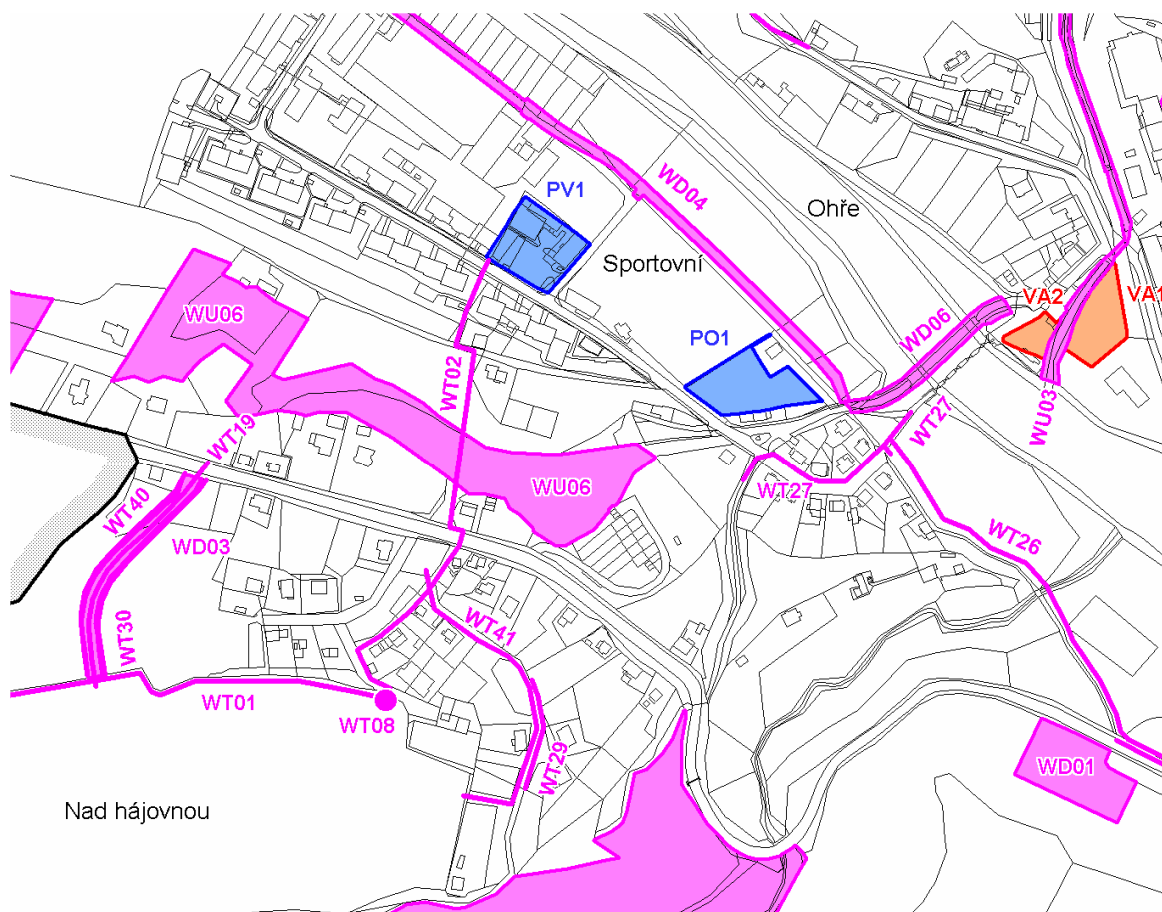 PV1
WD04
Ohře
Sportovní
WU06
VA2
VA1
WD06
PO1
WT02
WU03
WT19
WT27
WU06
WT27
WT40
WD03
WT26
WT41
WT30
WT01
WT08
WT29
WD01
Nad hájovnou